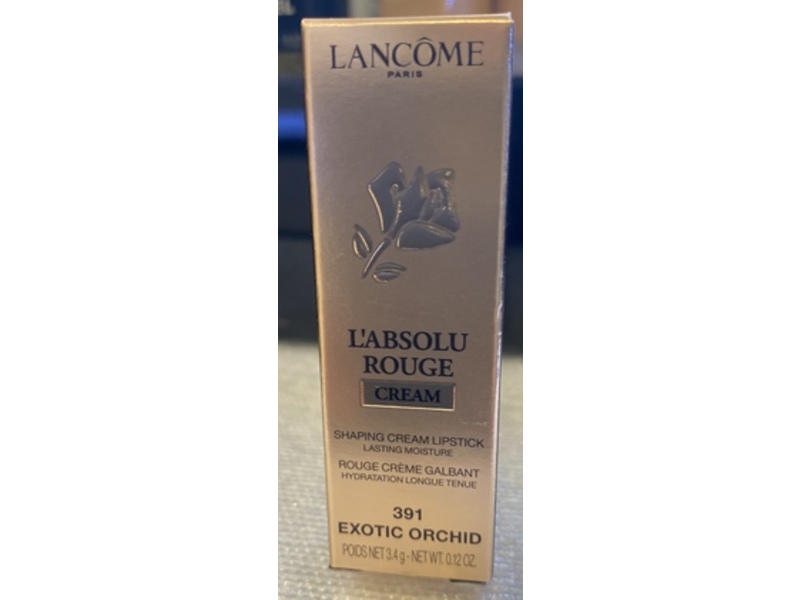 LANCÔME
PARIS
L'ABSOLU
ROUGE
CREAM
SHAPING CREAM LIPSTICK
LASTING MOISTURE
ROUGE CRÈME GALBANT
HYDRATATION LONGUE TENUE
391
EXOTIC ORCHID
POIDS NET 3.4 g - NET WT. 0.12 OZ.